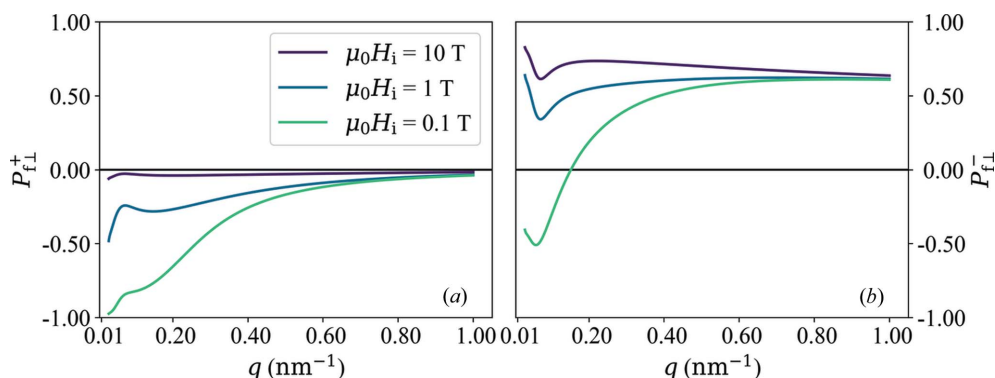 1.00
0.50
0.00
-0.50
-1.00
P⁺f⊥
μ₀Hᵢ = 10 T
μ₀Hᵢ = 1 T
μ₀Hᵢ = 0.1 T
(a)
0.01 0.20 0.40 0.60 0.80 1.00
q (nm⁻¹)
(b)
0.01 0.20 0.40 0.60 0.80 1.00
q (nm⁻¹)
1.00
0.50
0.00
-0.50
-1.00
P⁻f⊥